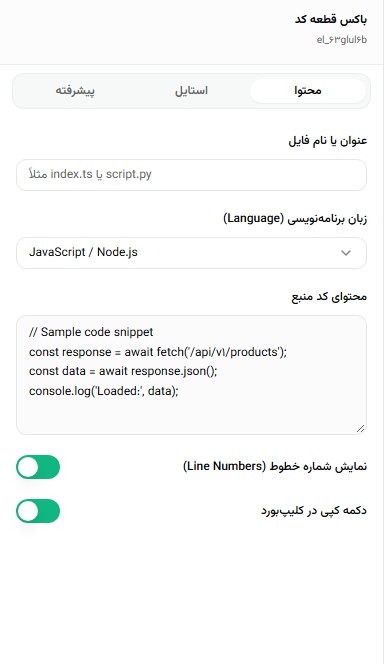 باکس قطعه کد
el_۶۳glul۶b
محتوا
استایل
پیشرفته
عنوان یا نام فایل
مثلاً index.ts یا script.py
زبان برنامه‌نویسی (Language)
JavaScript / Node.js
محتوای کد منبع
// Sample code snippet
const response = await fetch('/api/v۱/products');
const data = await response.json();
console.log('Loaded:', data);
نمایش شماره خطوط (Line Numbers)
دکمه کپی در کلیپ‌بورد